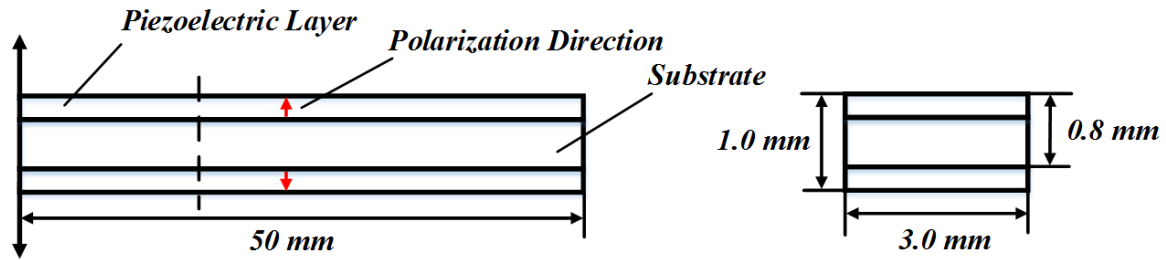 Piezoelectric Layer
Polarization Direction
Substrate
1.0 mm
0.8 mm
50 mm
3.0 mm